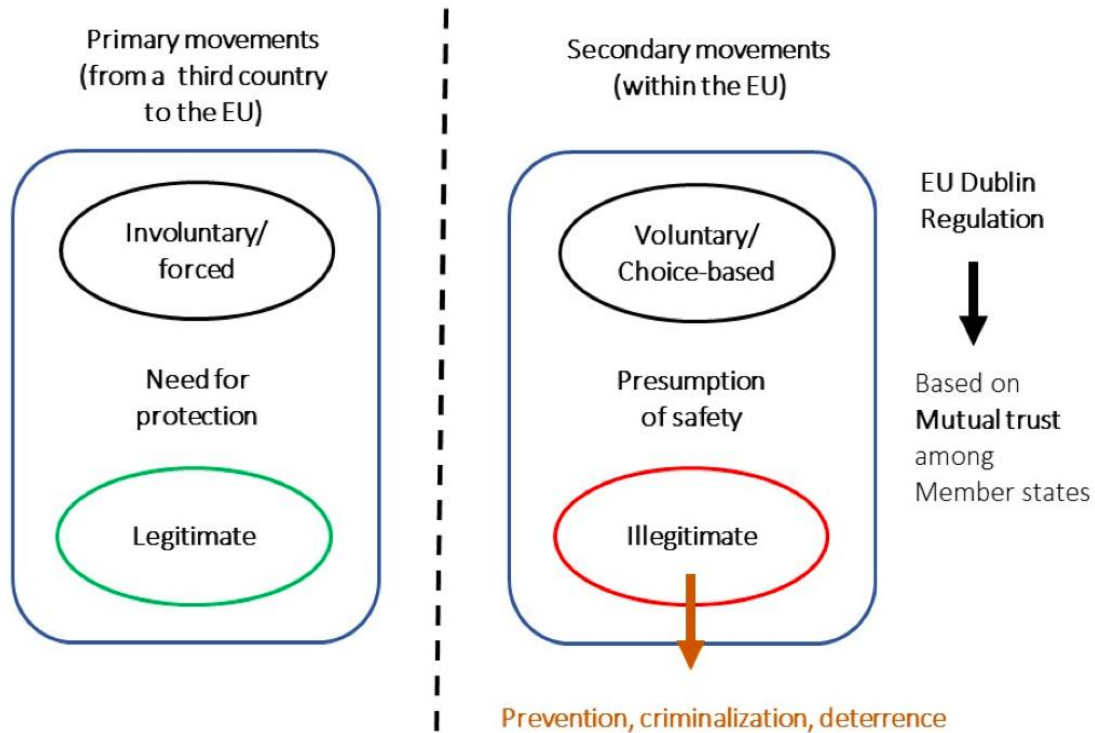 Primary movements
(from a third country
to the EU)
Involuntary/
forced
Need for
protection
Legitimate
Secondary movements
(within the EU)
Voluntary/
Choice-based
Presumption
of safety
Illegitimate
Prevention, criminalization, deterrence
EU Dublin
Regulation
Based on
Mutual trust
among
Member states